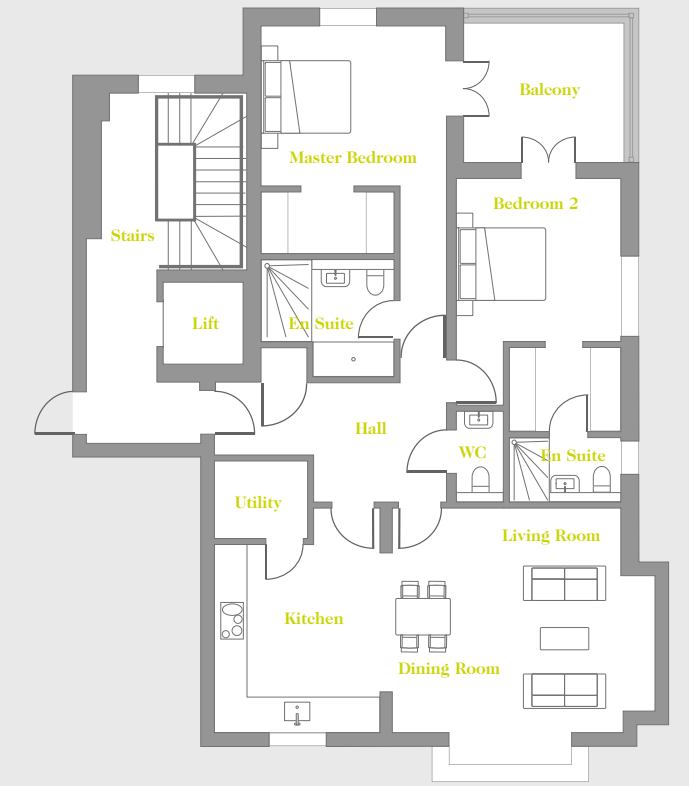 Balcony
Master Bedroom
Bedroom 2
Stairs
Lift
En Suite
Hall
WC
En Suite
Utility
Living Room
Kitchen
Dining Room